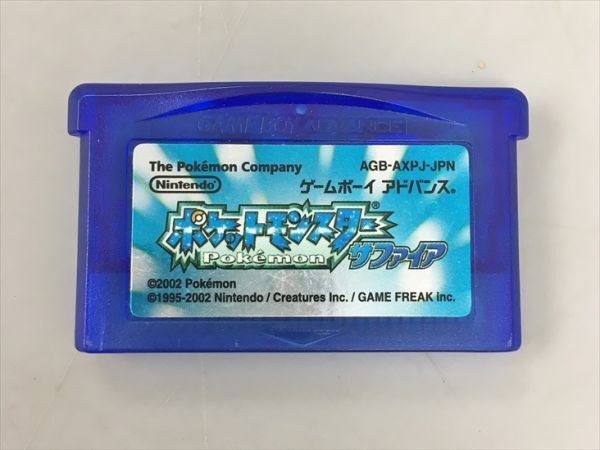 GAME BOY ADVANCE
The Pokémon Company AGB-AXPJ-JPN
Nintendo ゲームボーイ アドバンス®
ポケットモンスター®
Pokémon サファイア
©2002 Pokémon
©1995-2002 Nintendo / Creatures Inc. / GAME FREAK inc.